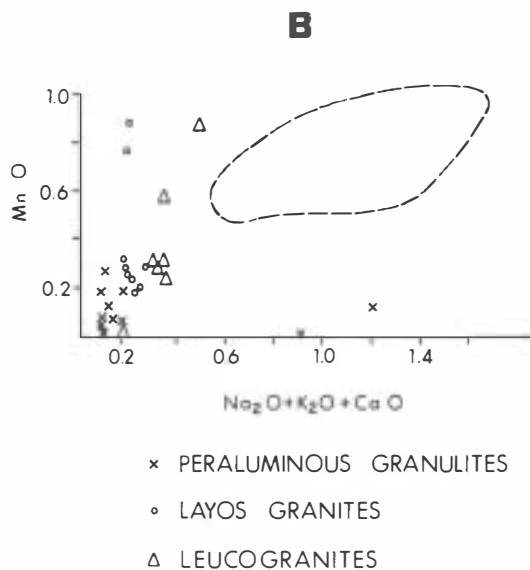 B
1.0
0.6
0.2
Mn O
0.2 0.6 1.0 1.4
Na₂O+K₂O+CaO
× PERALUMINOUS GRANULITES
○ LAYOS GRANITES
△ LEUCOGRANITES